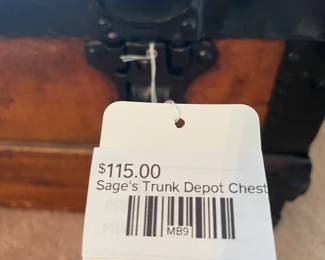 $115.00
Sage's Trunk Depot Chest
MB9